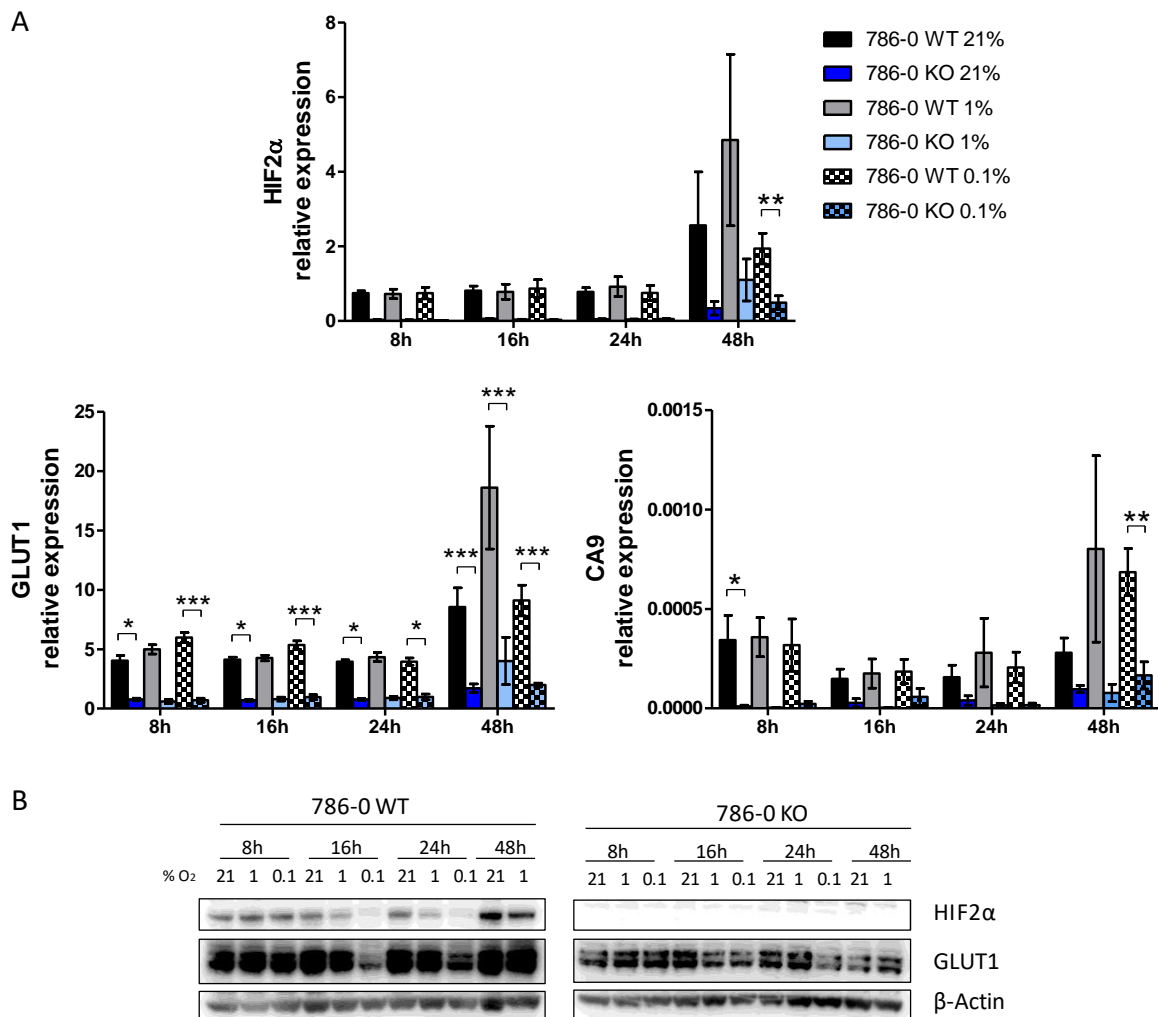 A
HIF2α
relative expression
8
6
4
2
0
8h 16h 24h 48h
**
786-0 WT 21%
786-0 KO 21%
786-0 WT 1%
786-0 KO 1%
786-0 WT 0.1%
786-0 KO 0.1%
GLUT1
relative expression
25
20
15
10
5
0
8h 16h 24h 48h
* *** * *** * * *** *** ***
CA9
relative expression
0.0015
0.0010
0.0005
0.0000
8h 16h 24h 48h
* **
B
786-0 WT 786-0 KO
8h 16h 24h 48h 8h 16h 24h 48h
% O₂ 21 1 0.1 21 1 0.1 21 1 0.1 21 1 21 1 0.1 21 1 0.1 21 1 0.1 21 1
HIF2α
GLUT1
β-Actin